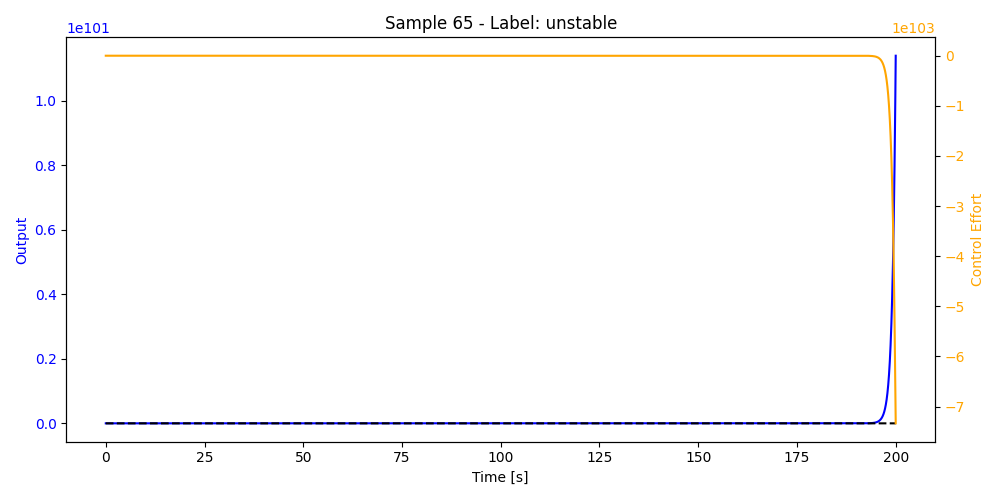 Sample 65 - Label: unstable
1e101
1e103
1.0
0.8
0.6
0.4
0.2
0.0
Output
0
−1
−2
−3
−4
−5
−6
−7
Control Effort
0 25 50 75 100 125 150 175 200
Time [s]